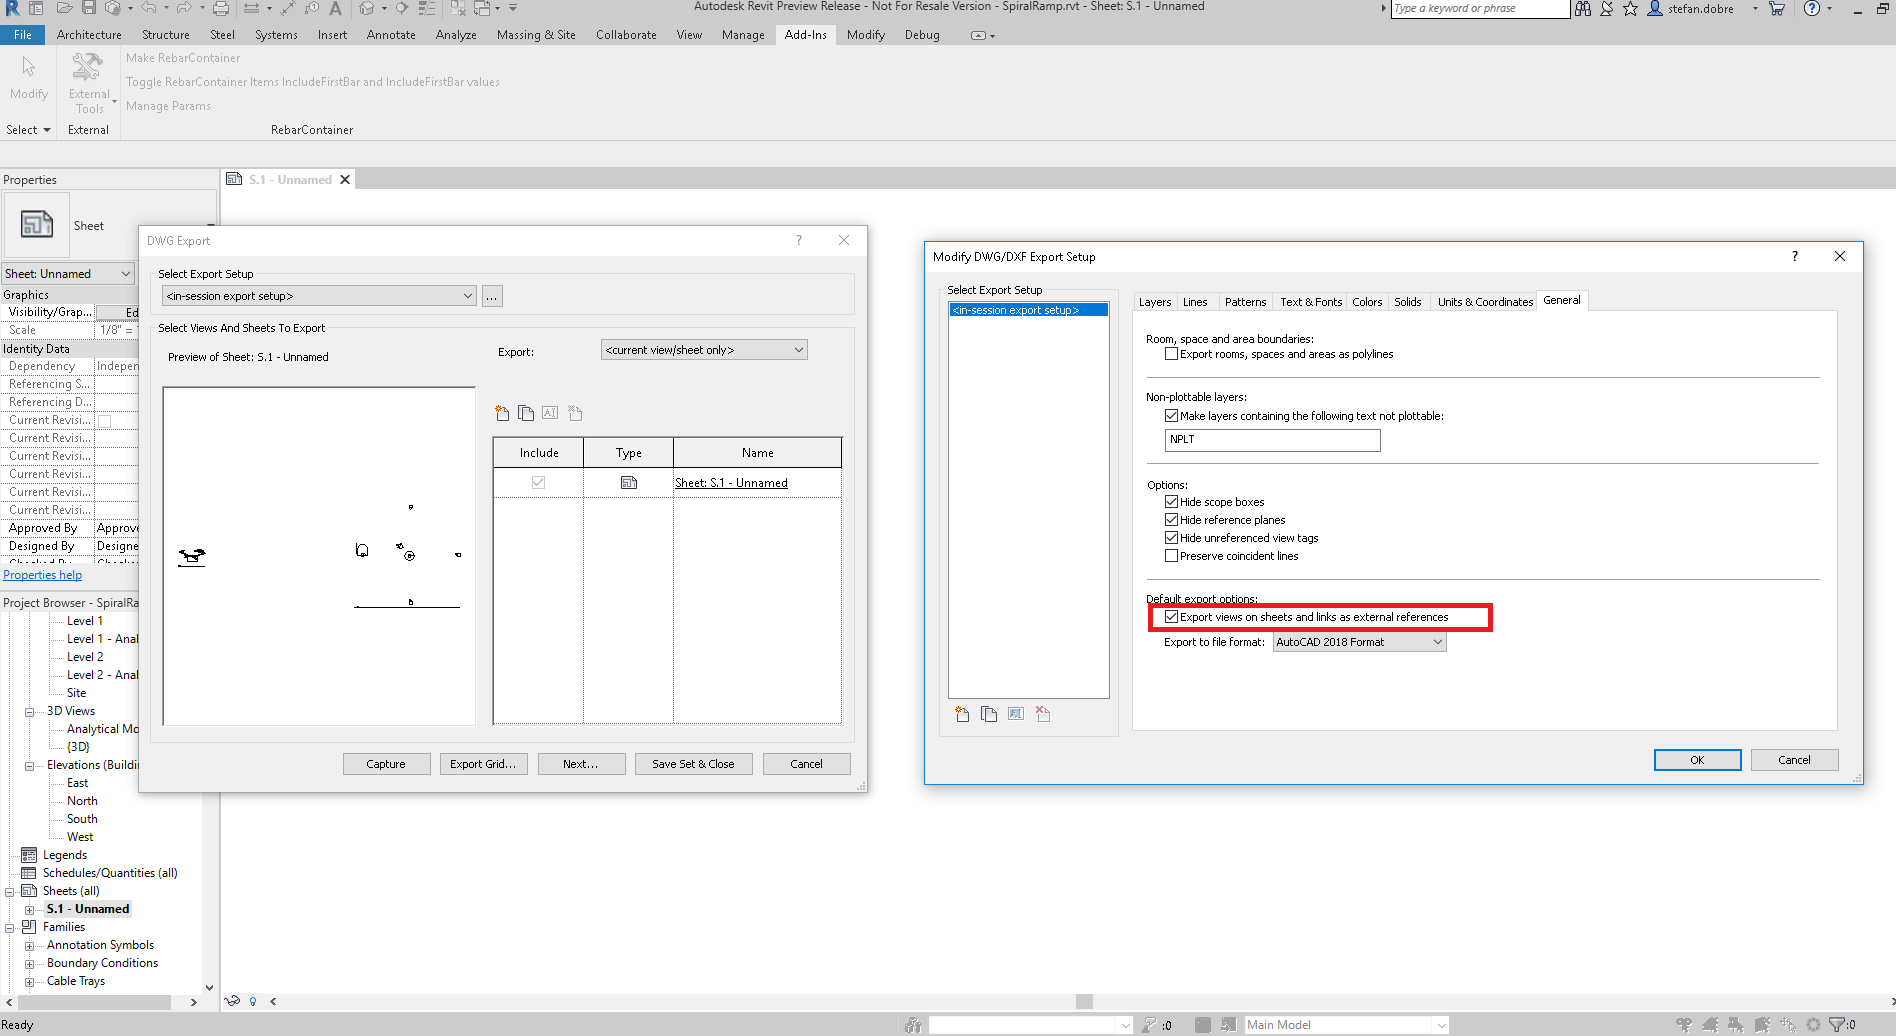 Autodesk Revit Preview Release - Not For Resale Version - SpiralRamp.rvt - Sheet: S.1 - Unnamed
Type a keyword or phrase
stefan.dobre
File Architecture Structure Steel Systems Insert Annotate Analyze Massing & Site Collaborate View Manage Add-Ins Modify Debug
Modify
External
Tools
Make RebarContainer
Toggle RebarContainer Items IncludeFirstBar and IncludeFirstBar values
Manage Params
Select
External
RebarContainer
Properties
S.1 - Unnamed
Sheet
Sheet: Unnamed
Graphics
Visibility/Grap... Ed
Scale 1/8" =
Identity Data
Dependency Indepen
Referencing S...
Referencing D...
Current Revisi...
Current Revisi...
Current Revisi...
Current Revisi...
Current Revisi...
Current Revisi...
Approved By Approve
Designed By Designe
Properties help
Project Browser - SpiralRa
Level 1
Level 1 - Anal
Level 2
Level 2 - Anal
Site
3D Views
Analytical Mo
{3D}
Elevations (Buildin
East
North
South
West
Legends
Schedules/Quantities (all)
Sheets (all)
S.1 - Unnamed
Families
Annotation Symbols
Boundary Conditions
Cable Trays
DWG Export
?
Select Export Setup
<in-session export setup>
...
Select Views And Sheets To Export
Preview of Sheet: S.1 - Unnamed
Export: <current view/sheet only>
Include Type Name
Sheet: S.1 - Unnamed
Capture Export Grid... Next... Save Set & Close Cancel
Modify DWG/DXF Export Setup
?
Select Export Setup
<in-session export setup>
Layers Lines Patterns Text & Fonts Colors Solids Units & Coordinates General
Room, space and area boundaries:
Export rooms, spaces and areas as polylines
Non-plottable layers:
Make layers containing the following text not plottable:
NPLT
Options:
Hide scope boxes
Hide reference planes
Hide unreferenced view tags
Preserve coincident lines
Default export options:
Export views on sheets and links as external references
Export to file format: AutoCAD 2018 Format
OK Cancel
Ready
:0
Main Model
:0